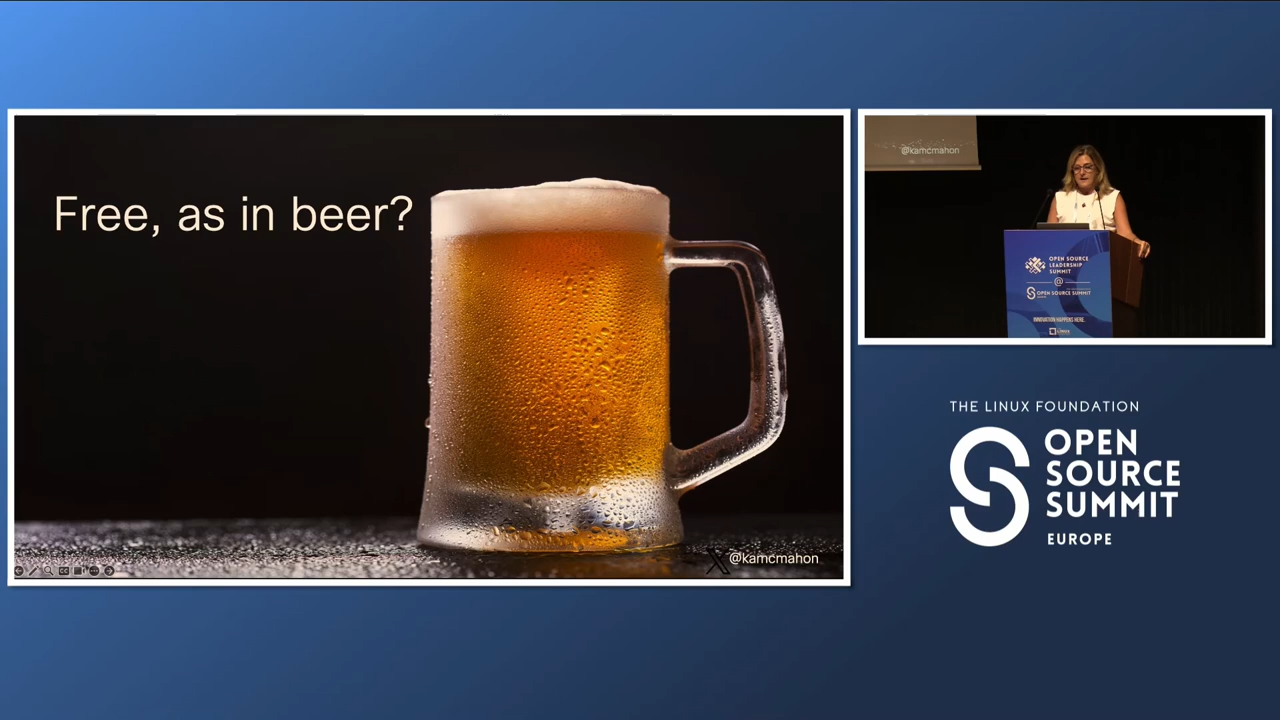 Free, as in beer?
@kamcmahon
@kamcmahon
OPEN SOURCE
LEADERSHIP
SUMMIT
@
OPEN SOURCE SUMMIT
INNOVATION HAPPENS HERE.
THE LINUX FOUNDATION
OPEN
SOURCE
SUMMIT
EUROPE